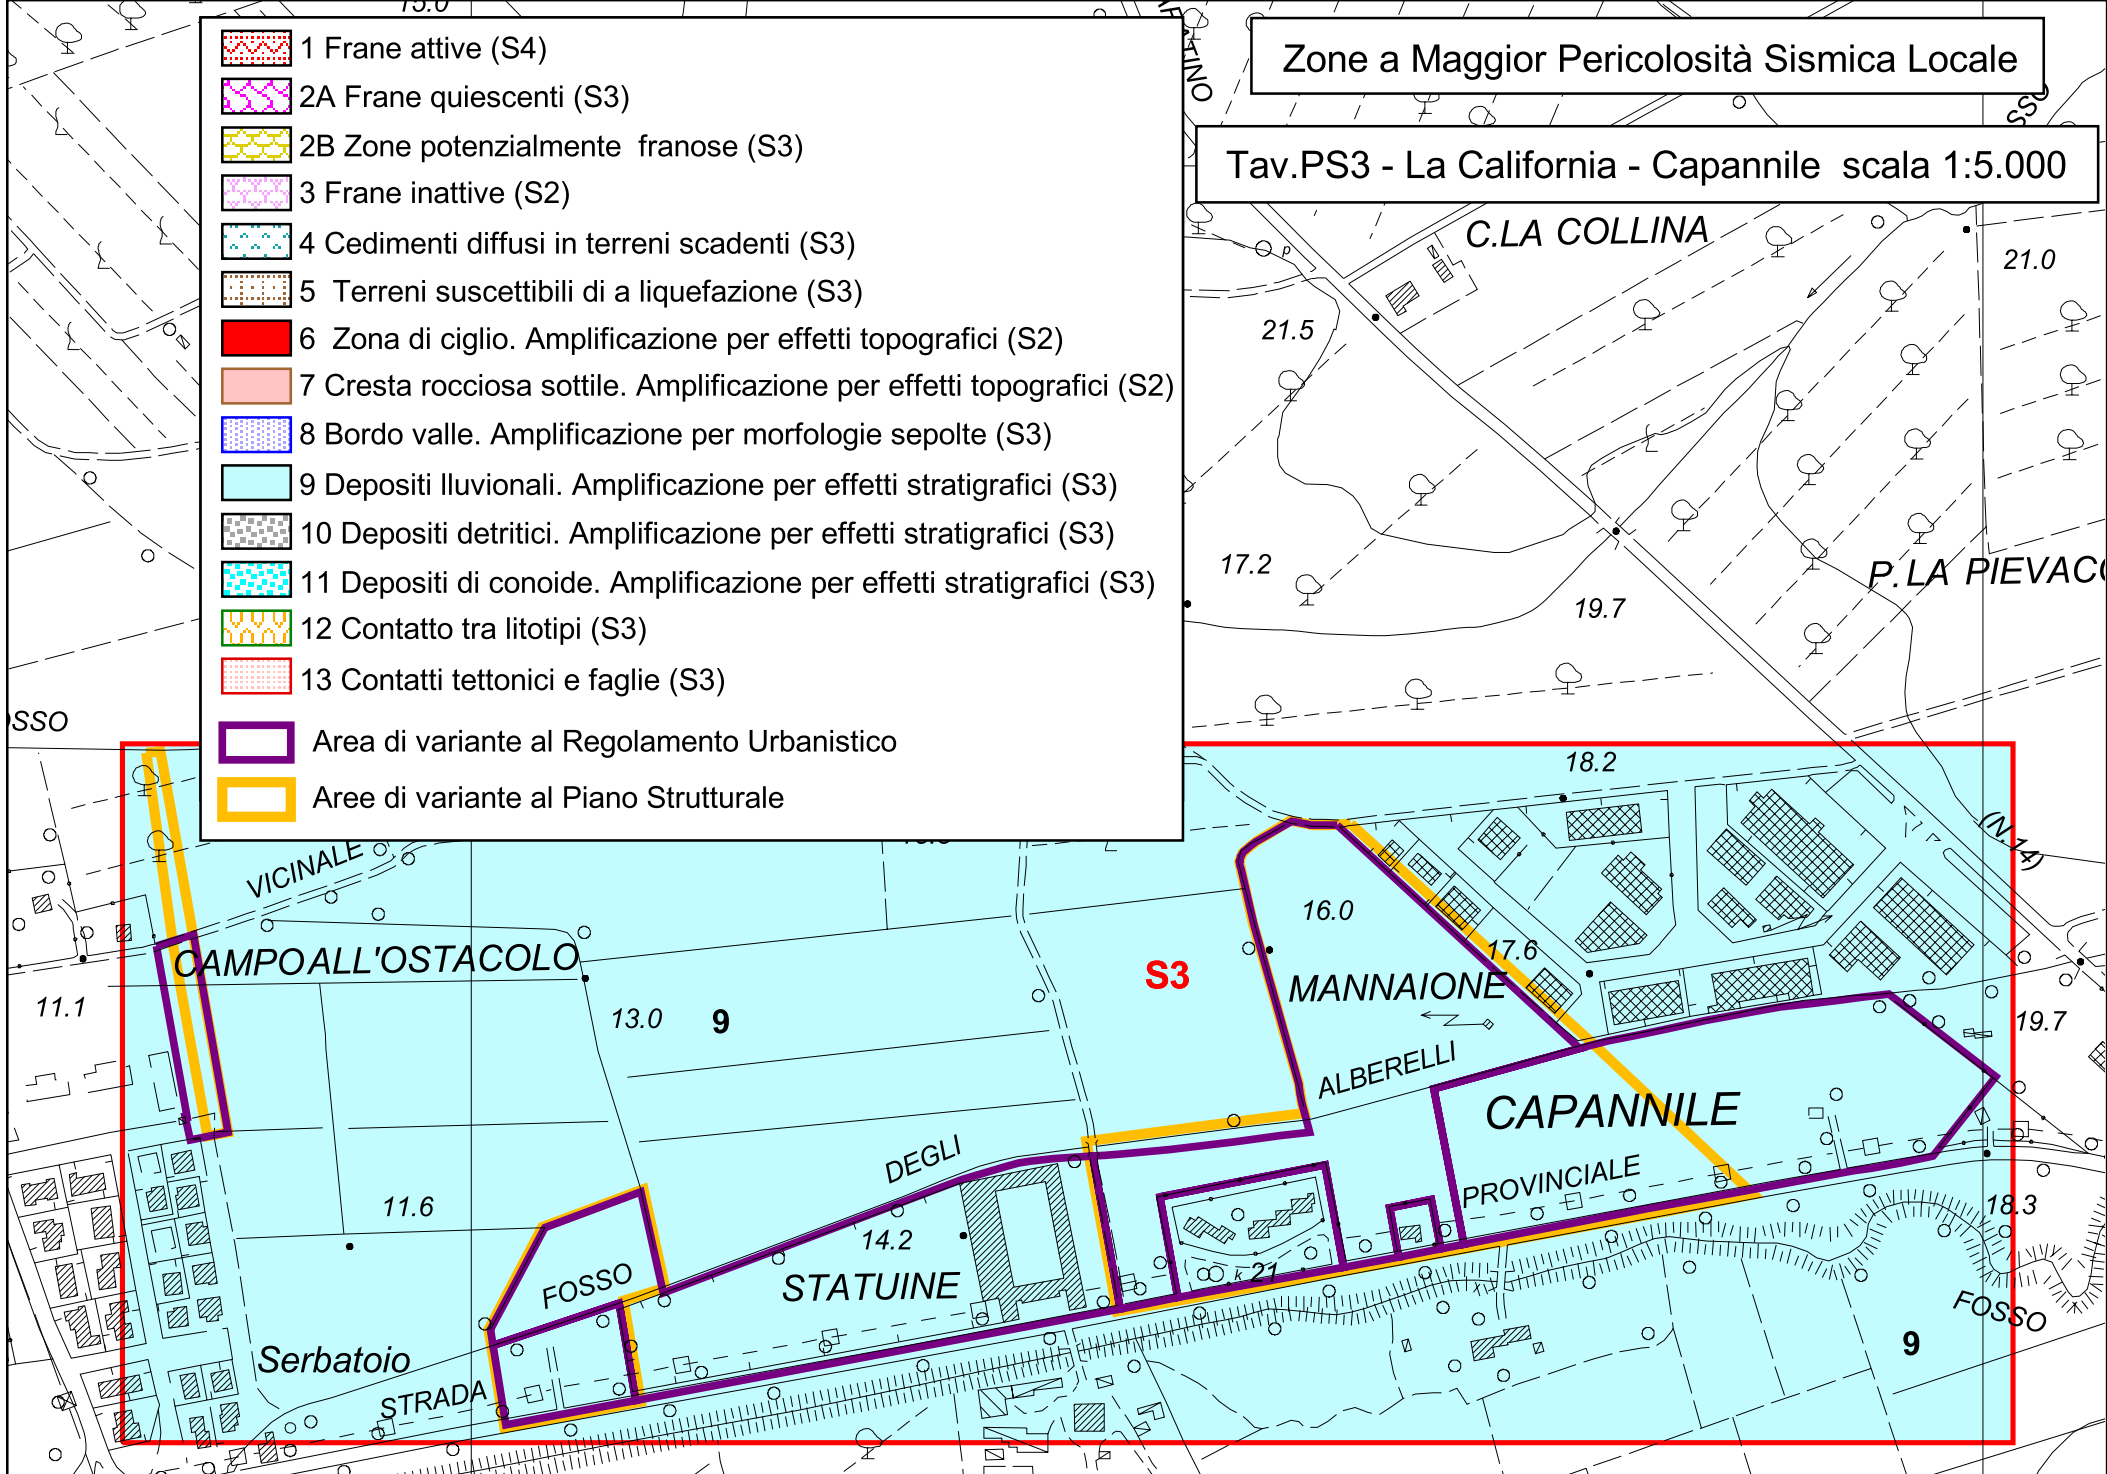 15.0
Zone a Maggior Pericolosità Sismica Locale
Tav.PS3 - La California - Capannile scala 1:5.000
1 Frane attive (S4)
2A Frane quiescenti (S3)
2B Zone potenzialmente franose (S3)
3 Frane inattive (S2)
4 Cedimenti diffusi in terreni scadenti (S3)
5 Terreni suscettibili di a liquefazione (S3)
6 Zona di ciglio. Amplificazione per effetti topografici (S2)
7 Cresta rocciosa sottile. Amplificazione per effetti topografici (S2)
8 Bordo valle. Amplificazione per morfologie sepolte (S3)
9 Depositi lluvionali. Amplificazione per effetti stratigrafici (S3)
10 Depositi detritici. Amplificazione per effetti stratigrafici (S3)
11 Depositi di conoide. Amplificazione per effetti stratigrafici (S3)
12 Contatto tra litotipi (S3)
13 Contatti tettonici e faglie (S3)
Area di variante al Regolamento Urbanistico
Aree di variante al Piano Strutturale
C.LA COLLINA
p
21.0
21.5
17.2
19.7
P.LA PIEVACC
OSSO
SSO
18.2
(N.14)
VICINALE
16.0
CAMPO ALL'OSTACOLO
17.6
S3
MANNAIONE
11.1
13.0
9
19.7
ALBERELLI
CAPANNILE
DEGLI
PROVINCIALE
11.6
14.2
18.3
FOSSO
STATUINE
k
21
FOSSO
9
Serbatoio
STRADA